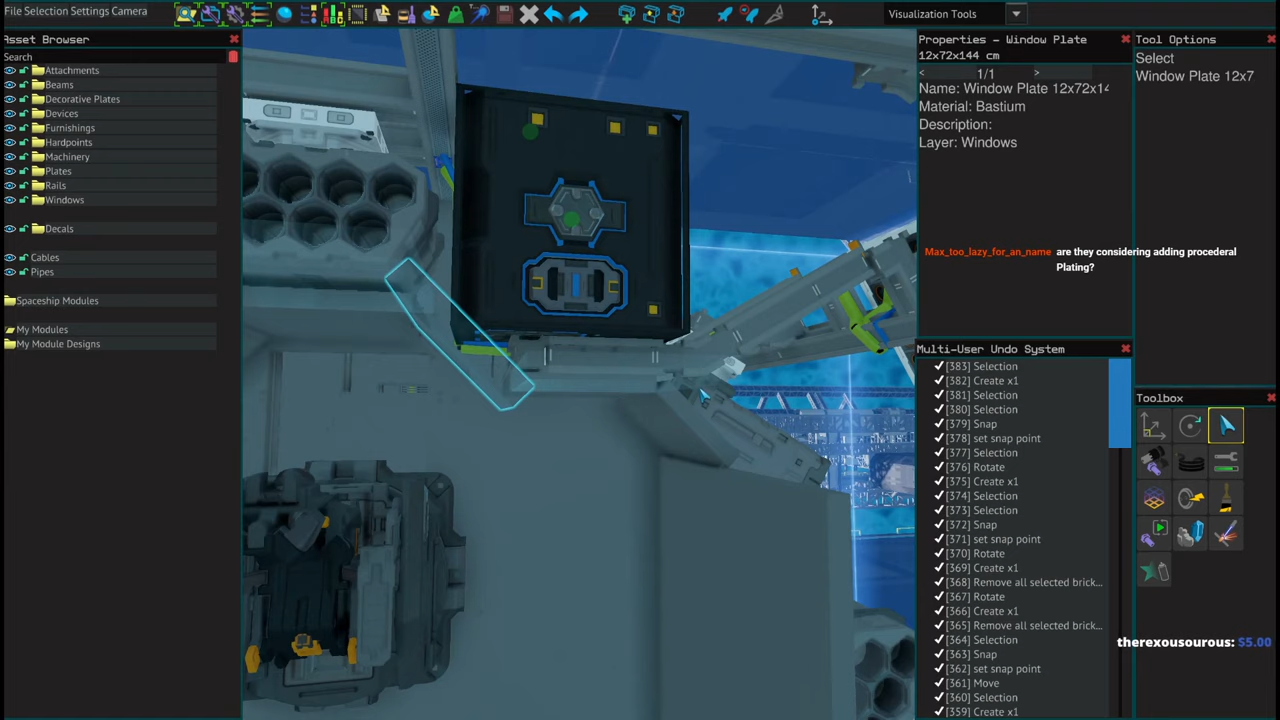 File Selection Settings Camera
Visualization Tools
Asset Browser
Search
Attachments
Beams
Decorative Plates
Devices
Furnishings
Hardpoints
Machinery
Plates
Rails
Windows
Decals
Cables
Pipes
Spaceship Modules
My Modules
My Module Designs
Properties - Window Plate
12x72x144 cm
< 1/1 >
Name: Window Plate 12x72x14
Material: Bastium
Description:
Layer: Windows
Max_too_lazy_for_an_name are they considering adding procederal
Plating?
Multi-User Undo System
[383] Selection
[382] Create x1
[381] Selection
[380] Selection
[379] Snap
[378] set snap point
[377] Selection
[376] Rotate
[375] Create x1
[374] Selection
[373] Selection
[372] Snap
[371] set snap point
[370] Rotate
[369] Create x1
[368] Remove all selected brick...
[367] Rotate
[366] Create x1
[365] Remove all selected brick...
[364] Selection
[363] Snap
[362] set snap point
[361] Move
[360] Selection
[359] Create x1
Tool Options
Select
Window Plate 12x7
Toolbox
therexousourous: $5.00